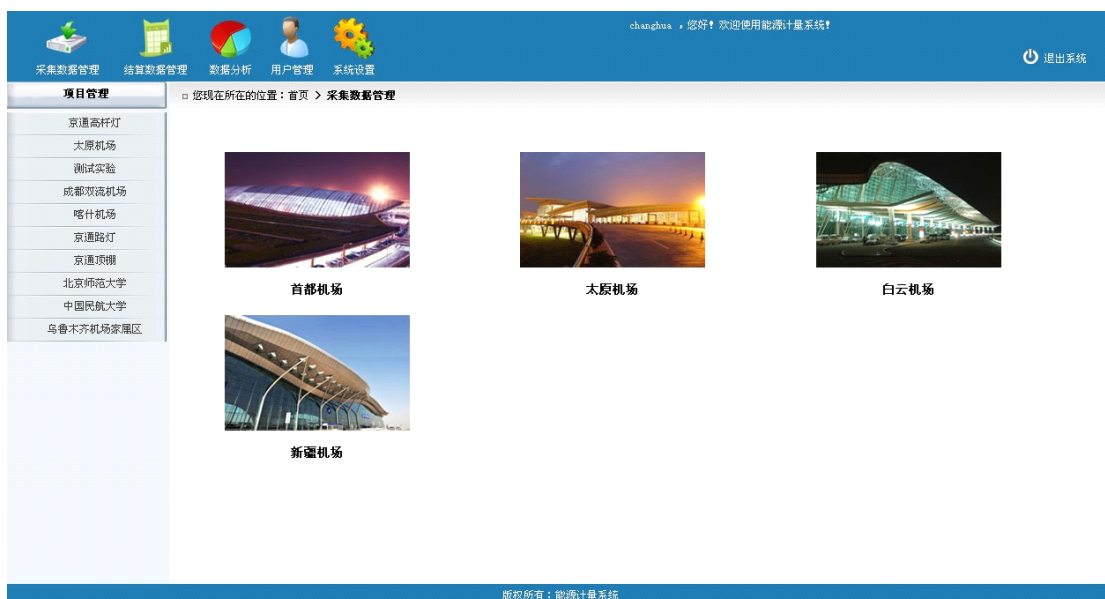 changhua ,您好!欢迎使用能源计量系统!
采集数据管理 结算数据管理 数据分析 用户管理 系统设置
退出系统
项目管理
您现在所在的位置:首页 > 采集数据管理
京通高杆灯
太原机场
测试实验
成都双流机场
喀什机场
京通路灯
京通顶棚
北京师范大学
中国民航大学
乌鲁木齐机场家属区
首都机场
太原机场
白云机场
新疆机场
版权所有:能源计量系统